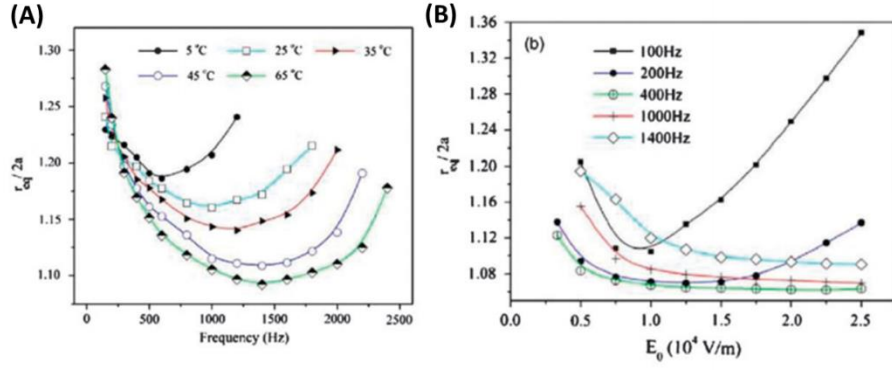 (A)
r_eq/2a
1.30
1.25
1.20
1.15
1.10
5 °C 25 °C 35 °C
45 °C 65 °C
0 500 1000 1500 2000 2500
Frequency (Hz)
(B)
(b)
r_eq/2a
1.36
1.32
1.28
1.24
1.20
1.16
1.12
1.08
100Hz
200Hz
400Hz
1000Hz
1400Hz
0.0 0.5 1.0 1.5 2.0 2.5
E_0 (10^4 V/m)